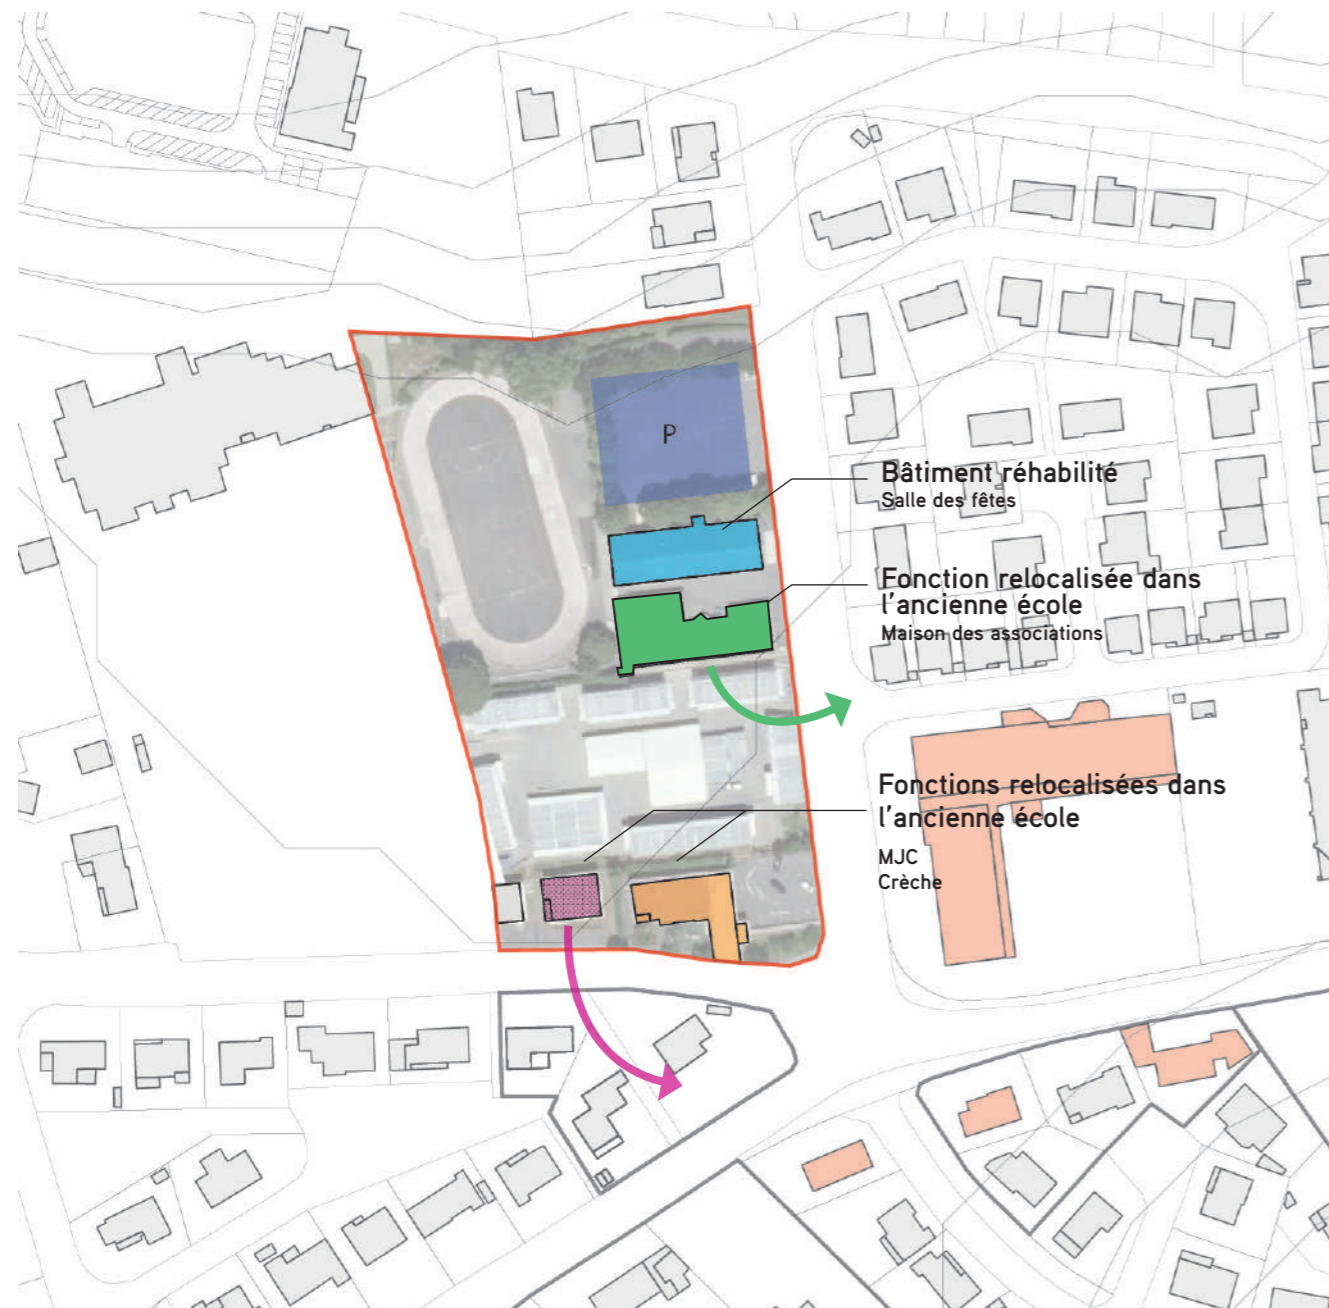 P
Bâtiment réhabilité
Salle des fêtes
Fonction relocalisée dans
l'ancienne école
Maison des associations
Fonctions relocalisées dans
l'ancienne école
MJC
Crèche